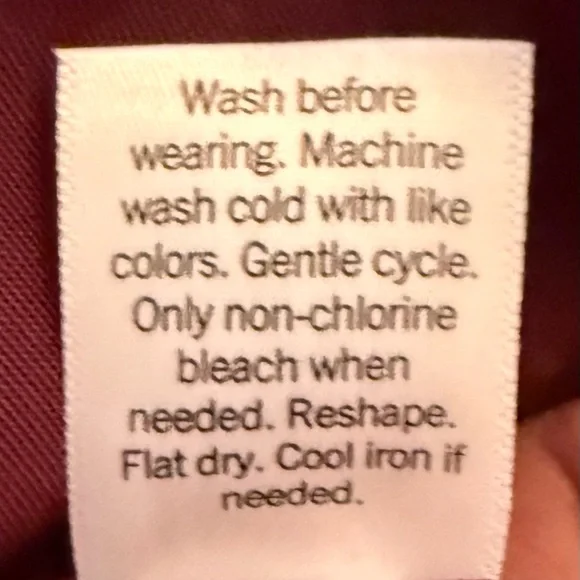 Wash before
wearing. Machine
wash cold with like
colors. Gentle cycle.
Only non-chlorine
bleach when
needed. Reshape.
Flat dry. Cool iron if
needed.